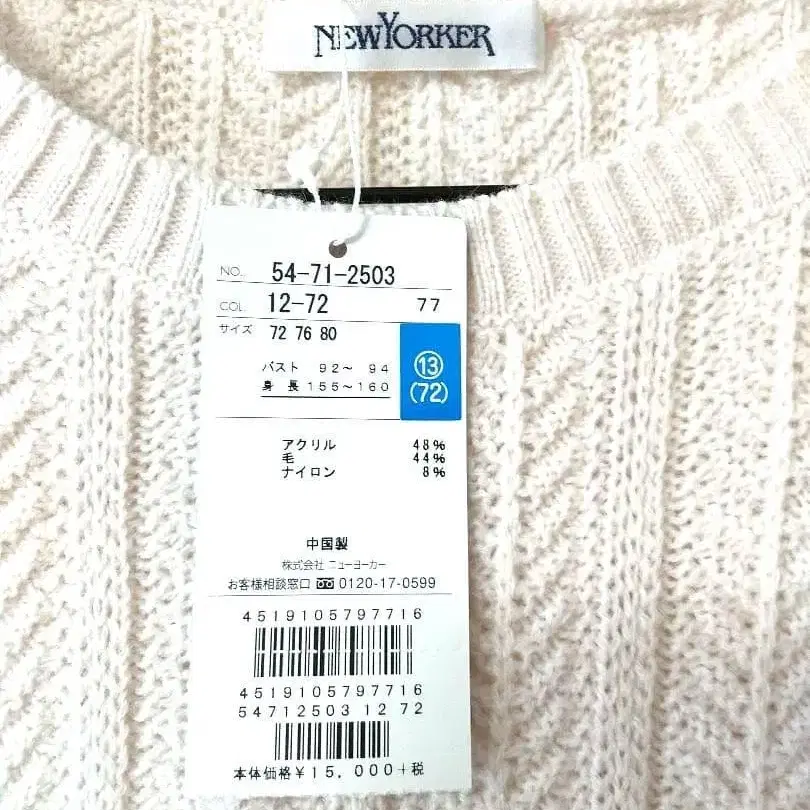 NEWYORKER
NO. 54-71-2503
COL. 12-72 77
サイズ 72 76 80
バスト 92～ 94
身 長 155～160
⑬
(72)
アクリル 48%
毛 44%
ナイロン 8%
中国製
株式会社 ニューヨーカー
お客様相談窓口 0120-17-0599
4519105797716
4519105797716
54712503 12 72
本体価格￥15,000＋税